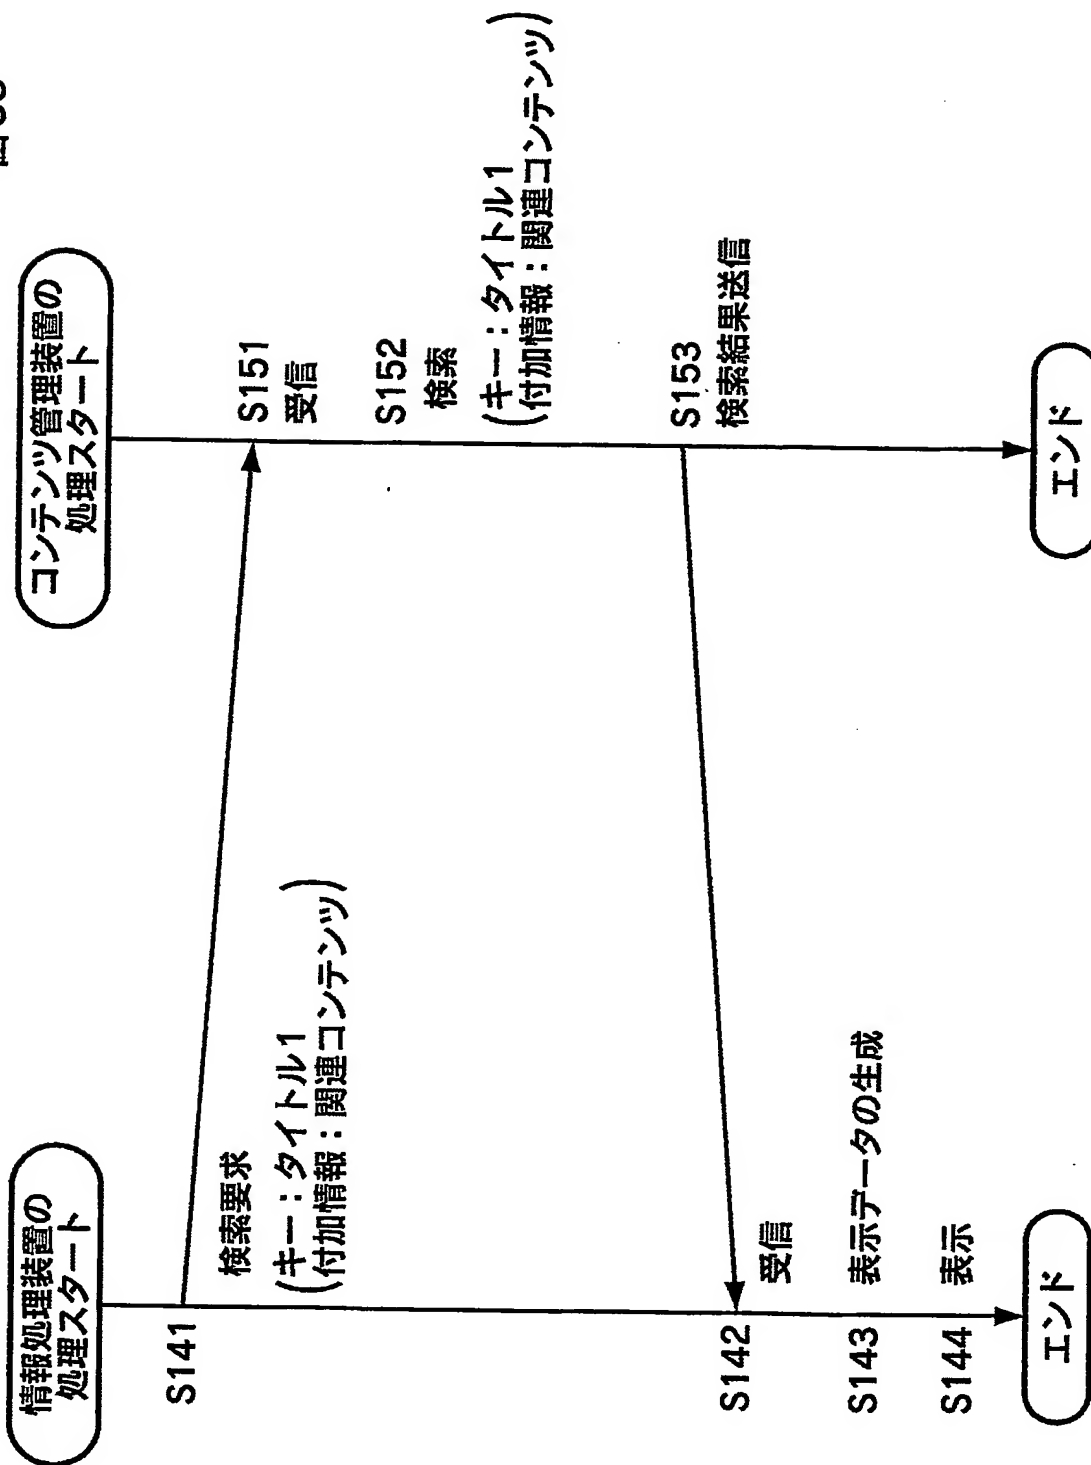 情報処理装置の
処理スタート
S141
検索要求
(キー：タイトル1
付加情報：関連コンテンツ)
S142
受信
S143
表示データの生成
S144
表示
エンド
コンテンツ管理装置の
処理スタート
S151
受信
S152
検索
(キー：タイトル1
付加情報：関連コンテンツ)
S153
検索結果送信
エンド